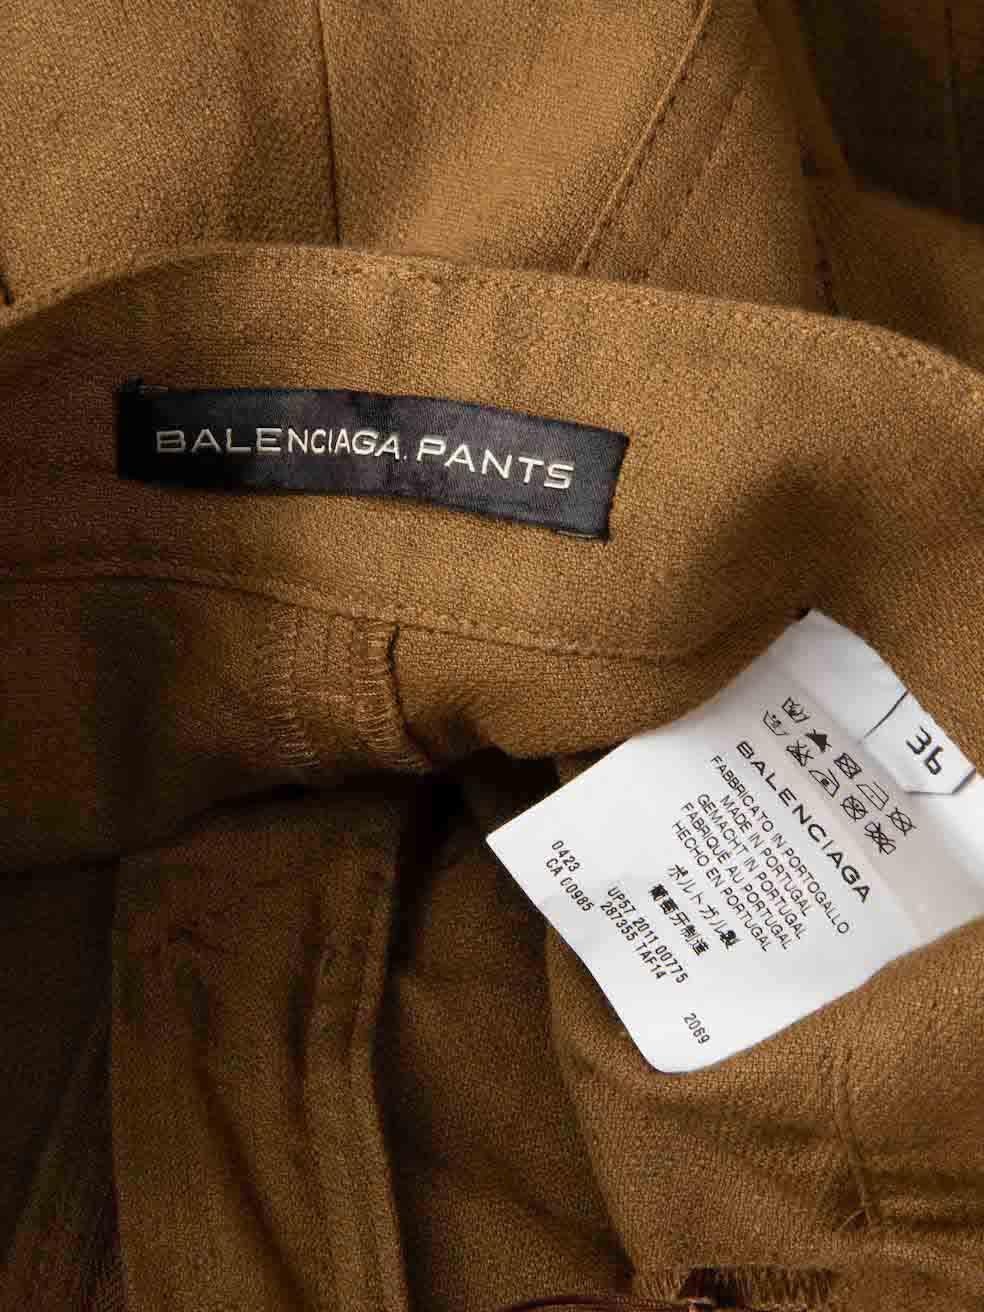 BALENCIAGA.PANTS
36
BALENCIAGA
FABBRICATO IN PORTOGALLO
MADE IN PORTUGAL
GEMACHT IN PORTUGAL
FABRIQUÉ AU PORTUGAL
HECHO EN PORTUGAL
ポルトガル製
葡萄牙制造
0423 UP57 2011 00775
CA 00985 287355 TAF14 2069